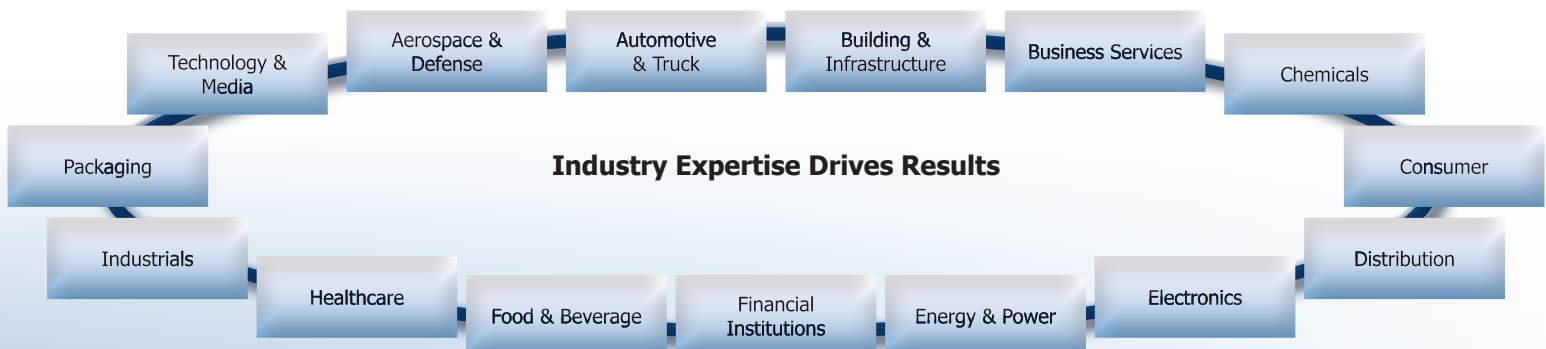 Technology &
Media
Aerospace &
Defense
Automotive
& Truck
Building &
Infrastructure
Business Services
Chemicals
Packaging
Industry Expertise Drives Results
Consumer
Industrials
Healthcare
Food & Beverage
Financial
Institutions
Energy & Power
Electronics
Distribution